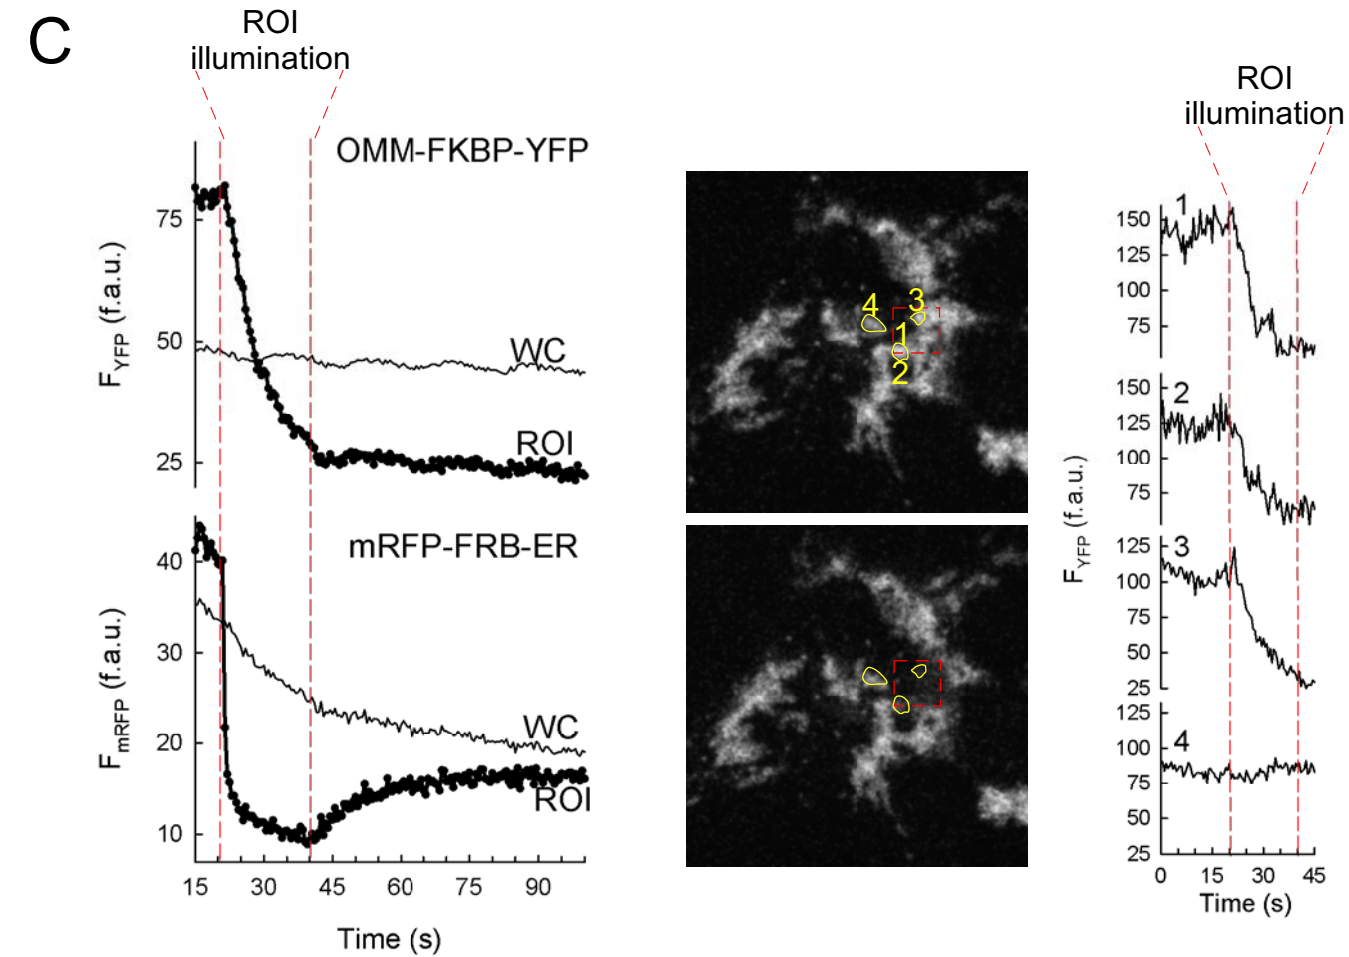 C
ROI
illumination
OMM-FKBP-YFP
75
50
25
F_YFP (f.a.u.)
WC
ROI
mRFP-FRB-ER
40
30
20
10
F_mRFP (f.a.u.)
WC
ROI
15 30 45 60 75 90
Time (s)
4
3
1
2
ROI
illumination
150
125
100
75
1
150
125
100
75
2
F_YFP (f.a.u.)
125
100
75
50
25
3
125
100
75
50
25
4
0 15 30 45
Time (s)